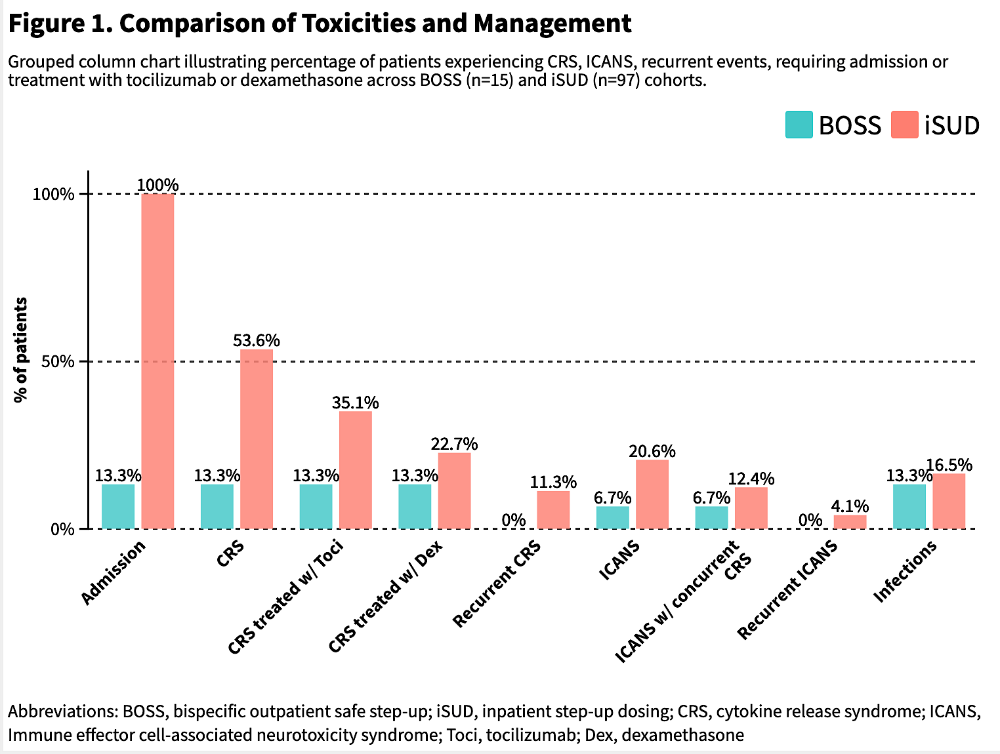 Figure 1. Comparison of Toxicities and Management
Grouped column chart illustrating percentage of patients experiencing CRS, ICANS, recurrent events, requiring admission or
treatment with tocilizumab or dexamethasone across BOSS (n=15) and iSUD (n=97) cohorts.
BOSS iSUD
% of patients
100%
50%
0%
13.3% 100%
13.3% 53.6%
13.3% 35.1%
13.3% 22.7%
0% 11.3%
6.7% 20.6%
6.7% 12.4%
0% 4.1%
13.3% 16.5%
Admission
CRS
CRS treated w/ Toci
CRS treated w/ Dex
Recurrent CRS
ICANS
ICANS w/ concurrent
CRS
Recurrent ICANS
Infections
Abbreviations: BOSS, bispecific outpatient safe step-up; iSUD, inpatient step-up dosing; CRS, cytokine release syndrome; ICANS,
Immune effector cell-associated neurotoxicity syndrome; Toci, tocilizumab; Dex, dexamethasone